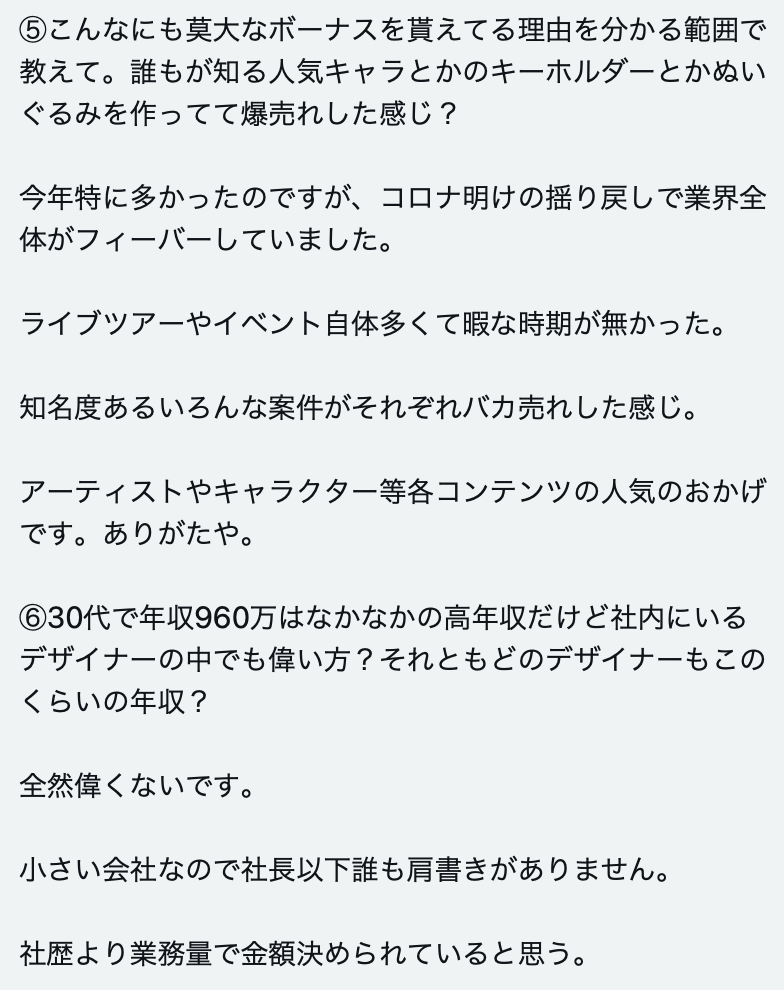 ⑤こんなにも莫大なボーナスを貰えてる理由を分かる範囲で
教えて。誰もが知る人気キャラとかのキーホルダーとかぬい
ぐるみを作ってて爆売れした感じ？
今年特に多かったのですが、コロナ明けの揺り戻しで業界全
体がフィーバーしていました。
ライブツアーやイベント自体多くて暇な時期が無かった。
知名度あるいろんな案件がそれぞれバカ売れした感じ。
アーティストやキャラクター等各コンテンツの人気のおかげ
です。ありがたや。
⑥30代で年収960万はなかなかの高年収だけど社内にいる
デザイナーの中でも偉い方？それともどのデザイナーもこの
くらいの年収？
全然偉くないです。
小さい会社なので社長以下誰も肩書きがありません。
社歴より業務量で金額決められていると思う。